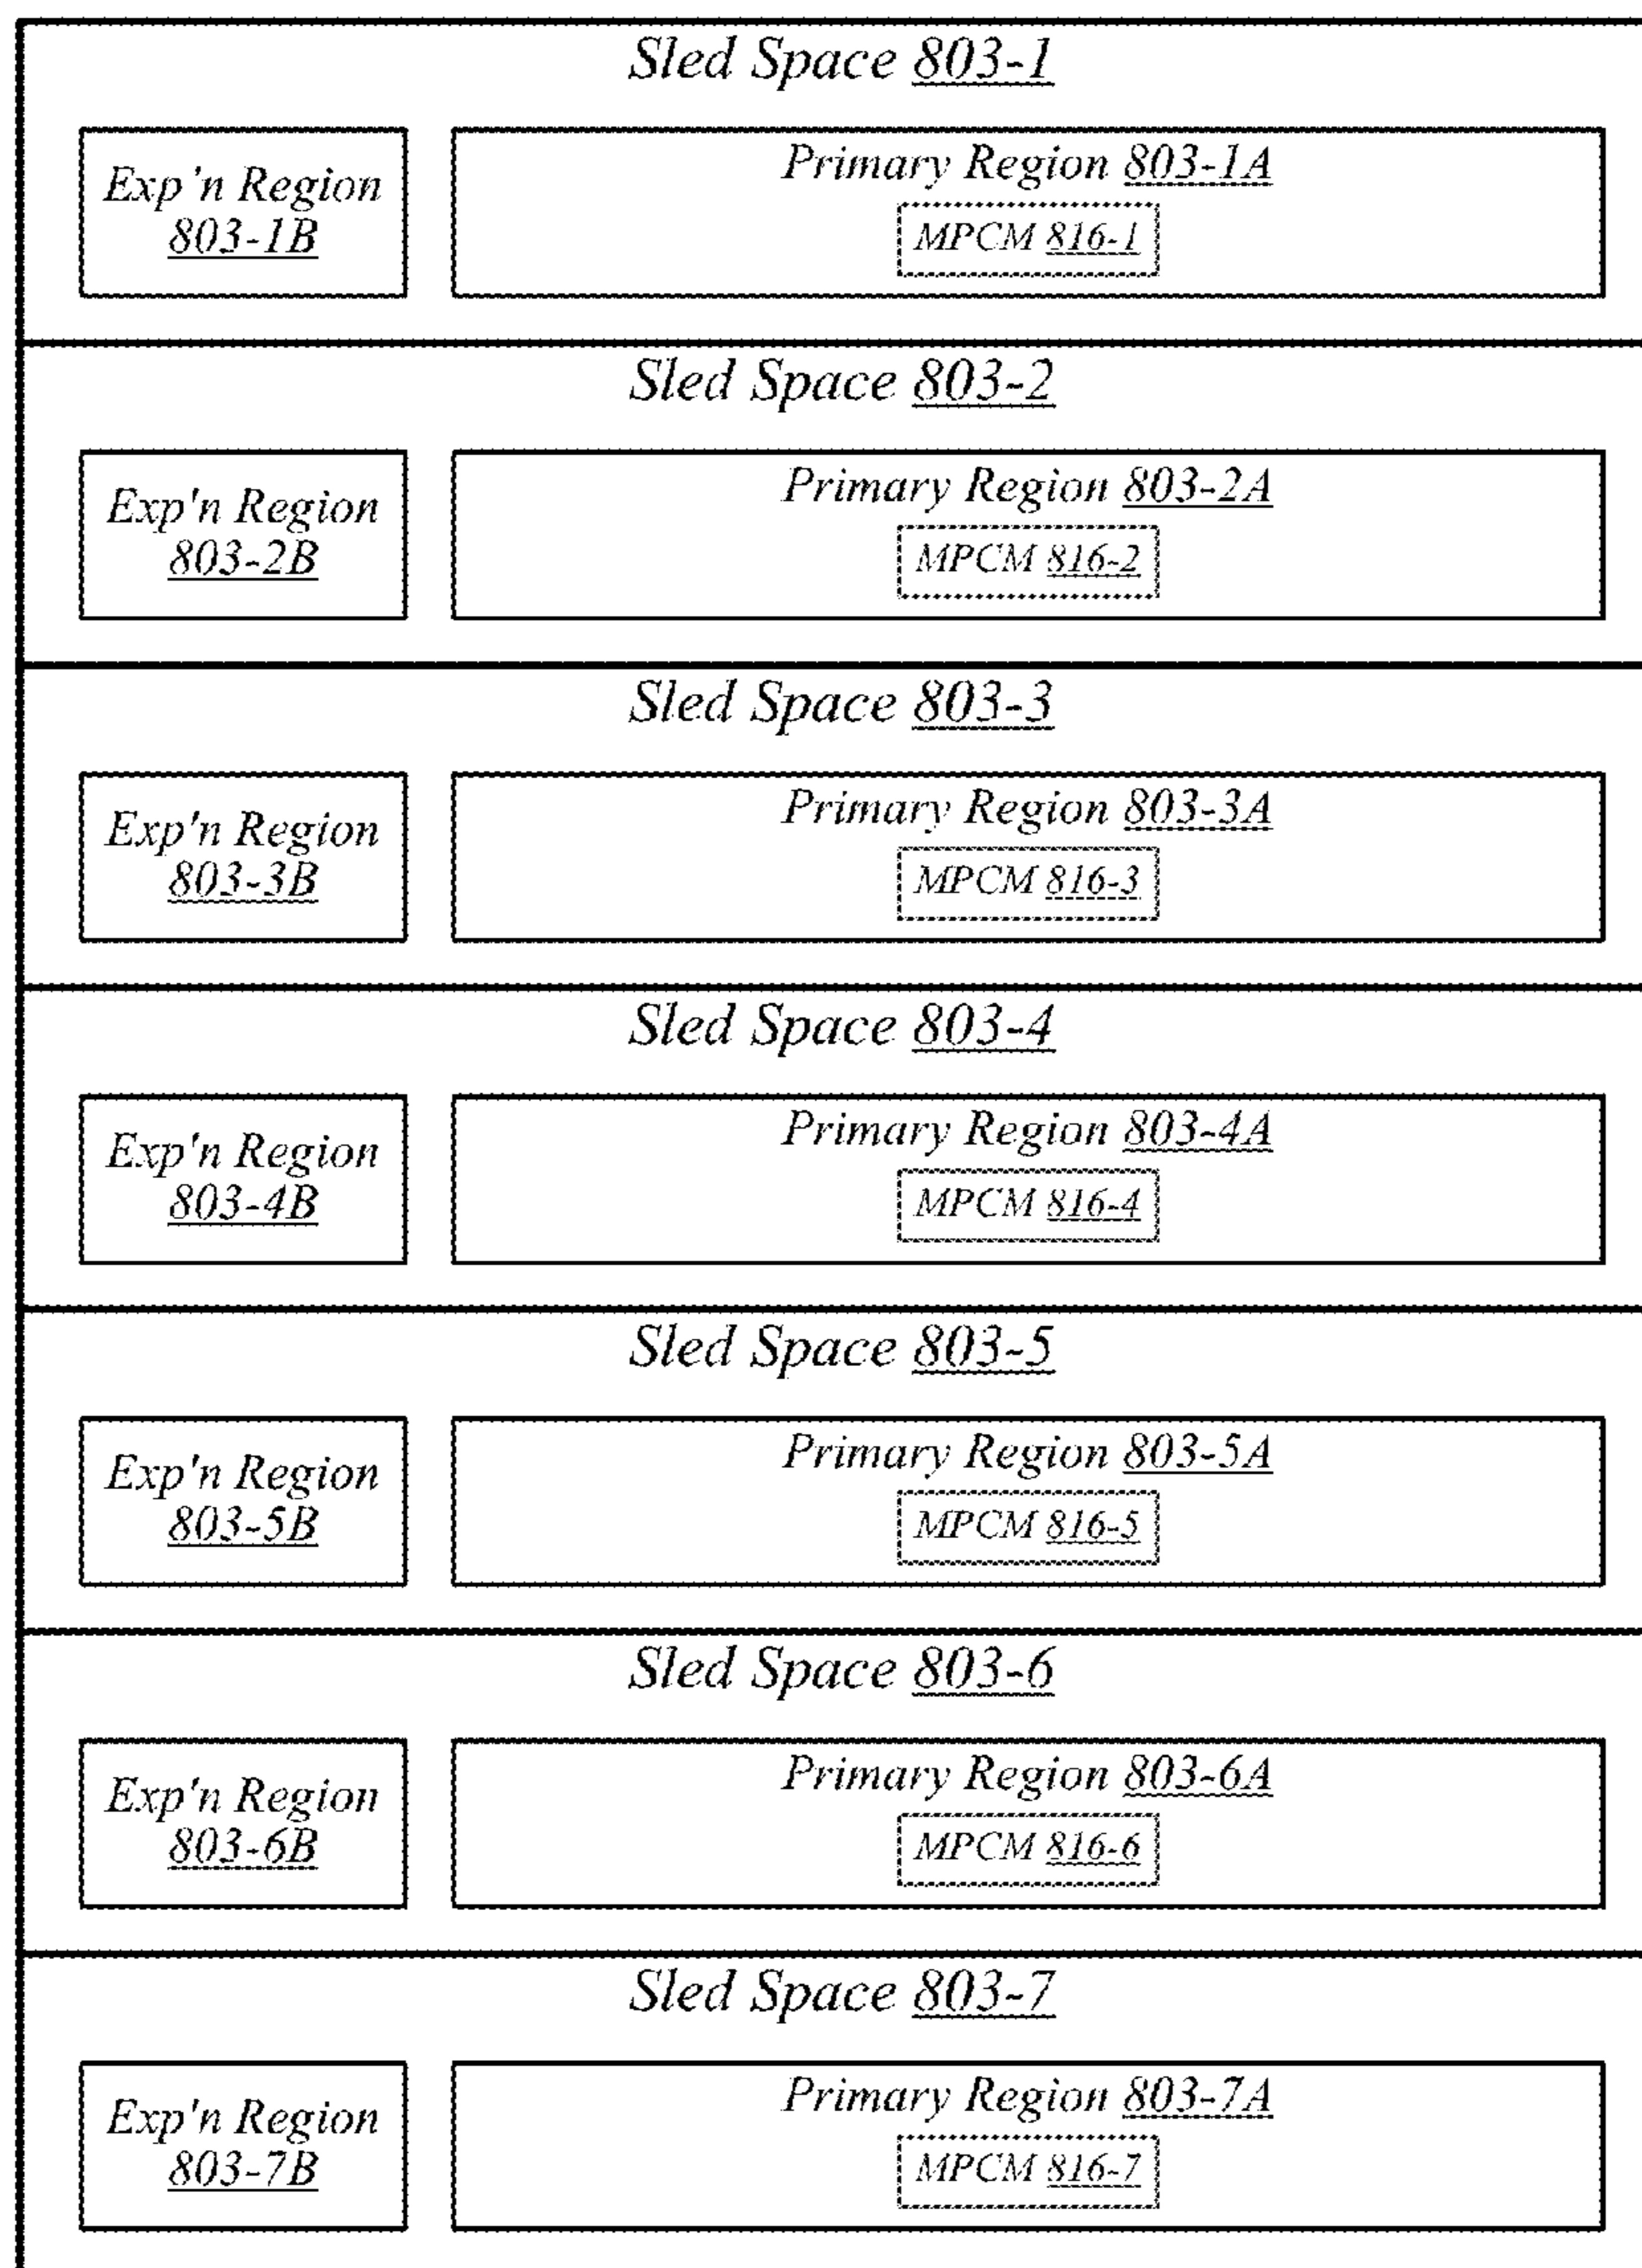 Sled Space 803-1
Exp'n Region
803-1B
Primary Region 803-1A
MPCM 816-1
Sled Space 803-2
Exp'n Region
803-2B
Primary Region 803-2A
MPCM 816-2
Sled Space 803-3
Exp'n Region
803-3B
Primary Region 803-3A
MPCM 816-3
Sled Space 803-4
Exp'n Region
803-4B
Primary Region 803-4A
MPCM 816-4
Sled Space 803-5
Exp'n Region
803-5B
Primary Region 803-5A
MPCM 816-5
Sled Space 803-6
Exp'n Region
803-6B
Primary Region 803-6A
MPCM 816-6
Sled Space 803-7
Exp'n Region
803-7B
Primary Region 803-7A
MPCM 816-7